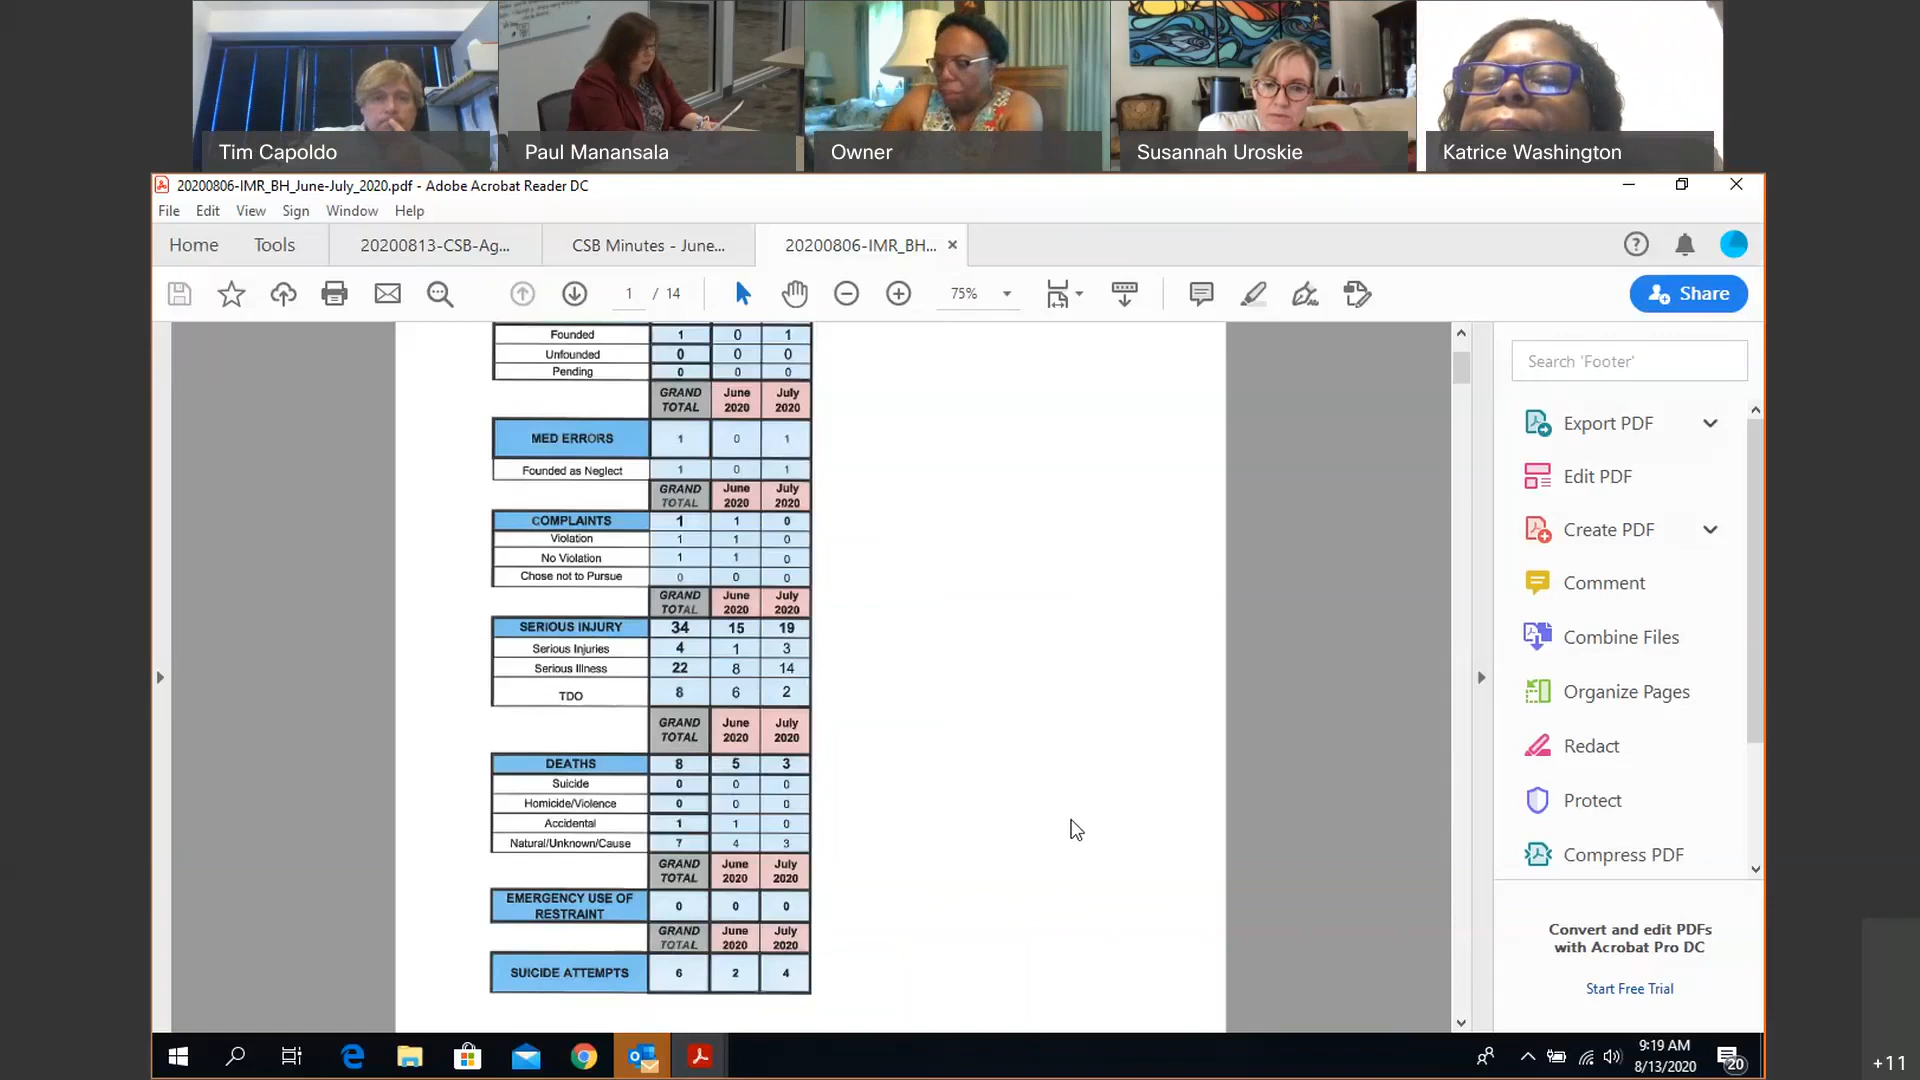 Tim Capoldo
Paul Manansala
Owner
Susannah Uroskie
Katrice Washington
20200806-IMR_BH_June-July_2020.pdf - Adobe Acrobat Reader DC
File Edit View Sign Window Help
Home Tools 20200813-CSB-Ag... CSB Minutes - June... 20200806-IMR_BH... ×
1 / 14 75% Share
Founded 1 0 1
Unfounded 0 0 0
Pending 0 0 0
GRAND TOTAL June 2020 July 2020
MED ERRORS 1 0 1
Founded as Neglect 1 0 1
GRAND TOTAL June 2020 July 2020
COMPLAINTS 1 1 0
Violation 1 1 0
No Violation 1 1 0
Chose not to Pursue 0 0 0
GRAND TOTAL June 2020 July 2020
SERIOUS INJURY 34 15 19
Serious Injuries 4 1 3
Serious Illness 22 8 14
TDO 8 6 2
GRAND TOTAL June 2020 July 2020
DEATHS 8 5 3
Suicide 0 0 0
Homicide/Violence 0 0 0
Accidental 1 1 0
Natural/Unknown/Cause 7 4 3
GRAND TOTAL June 2020 July 2020
EMERGENCY USE OF RESTRAINT 0 0 0
GRAND TOTAL June 2020 July 2020
SUICIDE ATTEMPTS 6 2 4
Search 'Footer'
Export PDF
Edit PDF
Create PDF
Comment
Combine Files
Organize Pages
Redact
Protect
Compress PDF
Convert and edit PDFs
with Acrobat Pro DC
Start Free Trial
9:19 AM
8/13/2020
20
+11